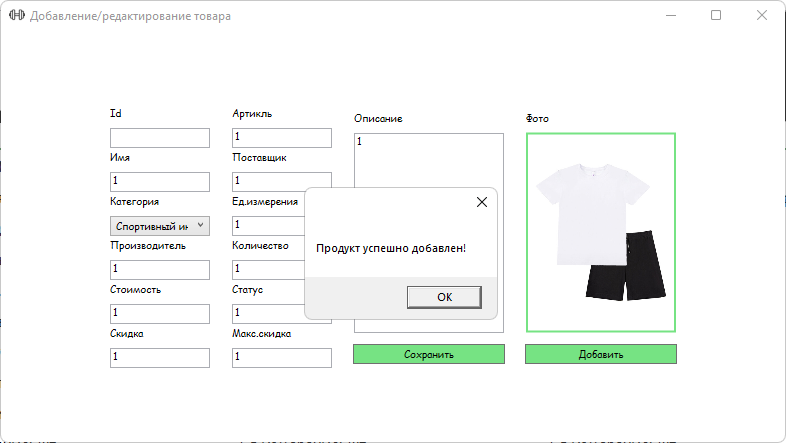 Добавление/редактирование товара
Id
Артикль
Описание
Фото
1
1
Имя
Поставщик
1
1
Категория
Ед.измерения
Спортивный ин
1
Производитель
Количество
1
1
Стоимость
Статус
1
1
Скидка
Макс.скидка
1
1
Продукт успешно добавлен!
OK
Сохранить
Добавить